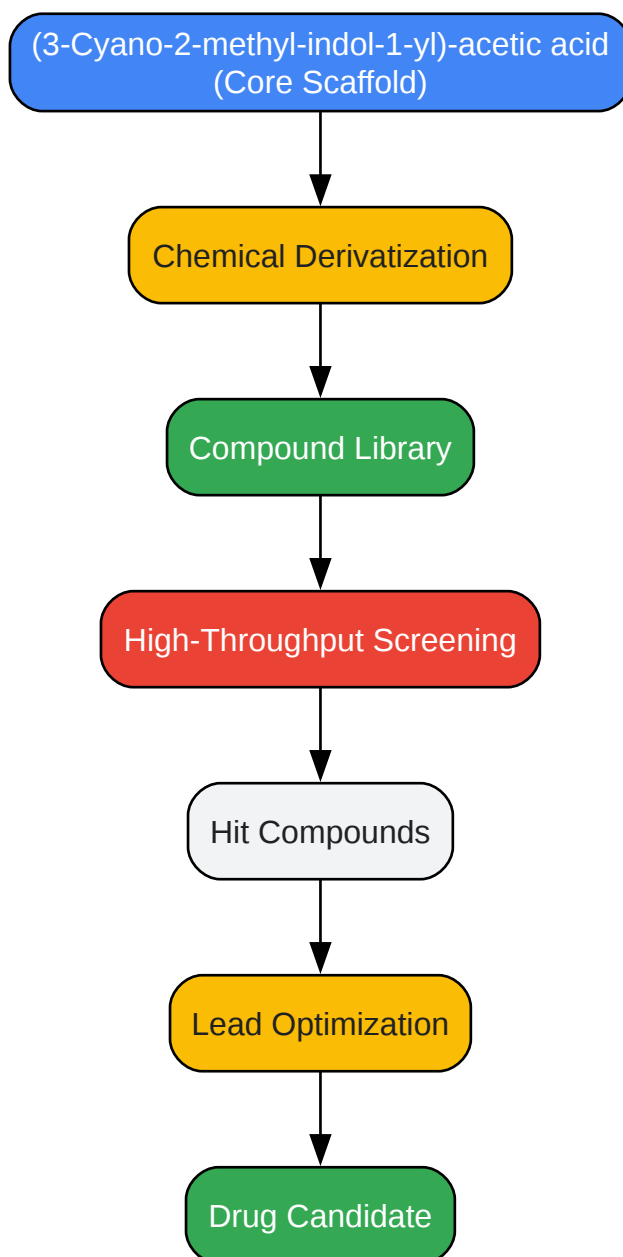 (3-Cyano-2-methyl-indol-1-yl)-acetic acid
(Core Scaffold)
Chemical Derivatization
Compound Library
High-Throughput Screening
Hit Compounds
Lead Optimization
Drug Candidate